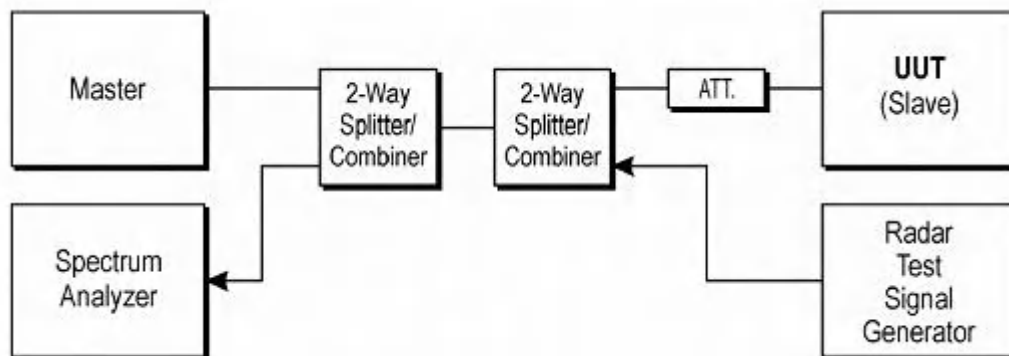 Master
2-Way
Splitter/
Combiner
2-Way
Splitter/
Combiner
ATT.
UUT
(Slave)
Spectrum
Analyzer
Radar
Test
Signal
Generator